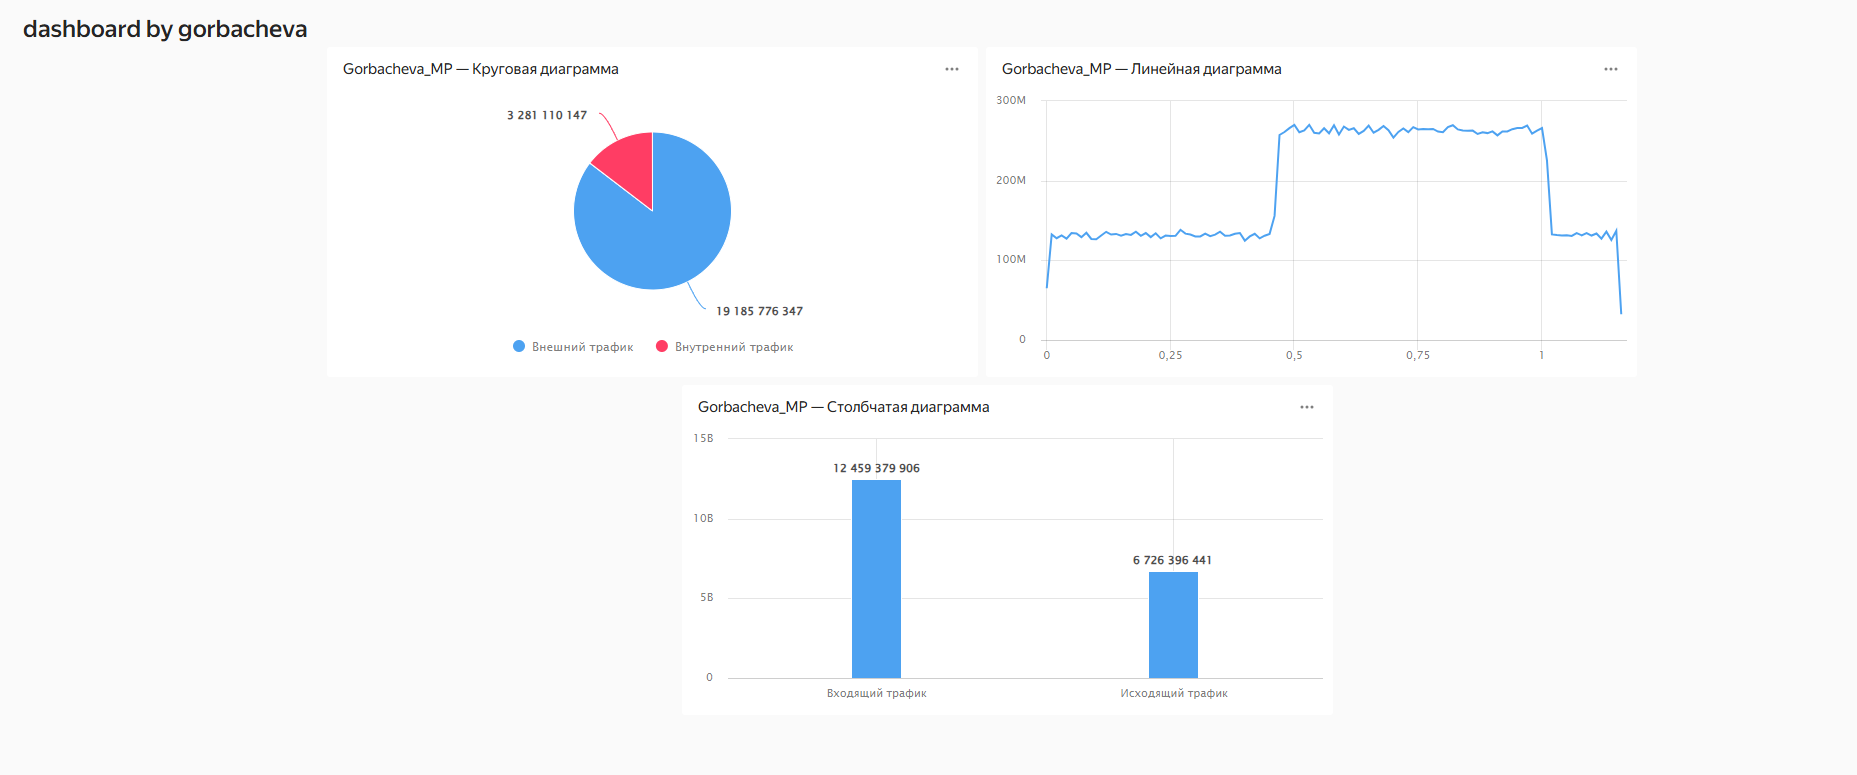 dashboard by gorbacheva
Gorbacheva_MP — Круговая диаграмма
3 281 110 147
19 185 776 347
Внешний трафик
Внутренний трафик
Gorbacheva_MP — Линейная диаграмма
300M
200M
100M
0
0
0,25
0,5
0,75
1
Gorbacheva_MP — Столбчатая диаграмма
15B
12 459 379 906
10B
6 726 396 441
5B
0
Входящий трафик
Исходящий трафик